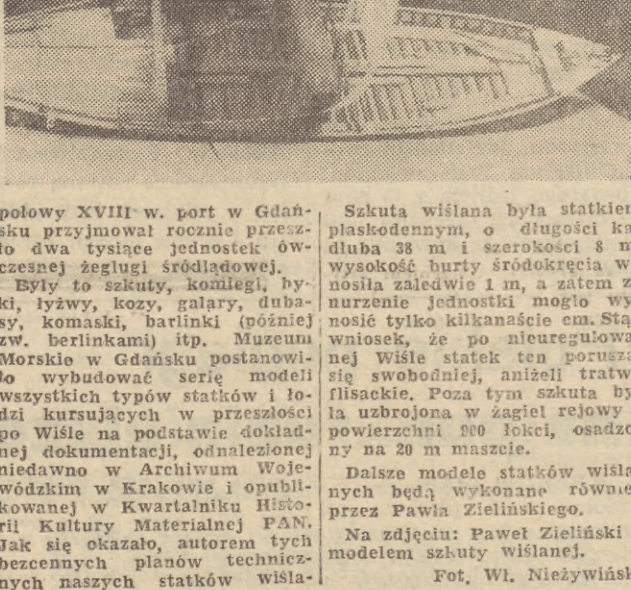 połowy XVIII w. port w Gdań-
sku przyjmował rocznie przesz-
ło dwa tysiące jednostek ów-
czesnej żeglugi śródlądowej.
Były to szkuty, komięgi, by-
ki, łyżwy, kozy, galary, duba-
sy, komaski, barlinki (później
zw. berlinkami) itp. Muzeum
Morskie w Gdańsku postanowi-
ło wybudować serię modeli
wszystkich typów statków i ło-
dzi kursujących w przeszłości
po Wiśle na podstawie dokład-
nej dokumentacji, odnalezionej
niedawno w Archiwum Woje-
wódzkim w Krakowie i opubli-
kowanej w Kwartalniku Histo-
rii Kultury Materialnej PAN.
Jak się okazało, autorem tych
bezcennych planów technicz-
nych naszych statków wiśla-
Szkuta wiślana była statkiem
płaskodennym, o długości ka
dłuba 38 m i szerokości 8 m
wysokość burty śródokręcia w
nosiła zaledwie 1 m, a zatem z
nurzenie jednostki mogło wy
nosić tylko kilkanaście cm. Stą
wniosek, że po nieuregulowa
nej Wiśle statek ten porusza
się swobodniej, aniżeli tratw
flisackie. Poza tym szkuta by
ła uzbrojona w żagiel rejowy
powierzchni 900 łokci, osadzo
ny na 20 m maszcie.
Dalsze modele statków wiśla
nych będą wykonane równie
przez Pawła Zielińskiego.
Na zdjęciu: Paweł Zieliński
modelem szkuty wiślanej.
Fot. Wł. Nieżywińsk